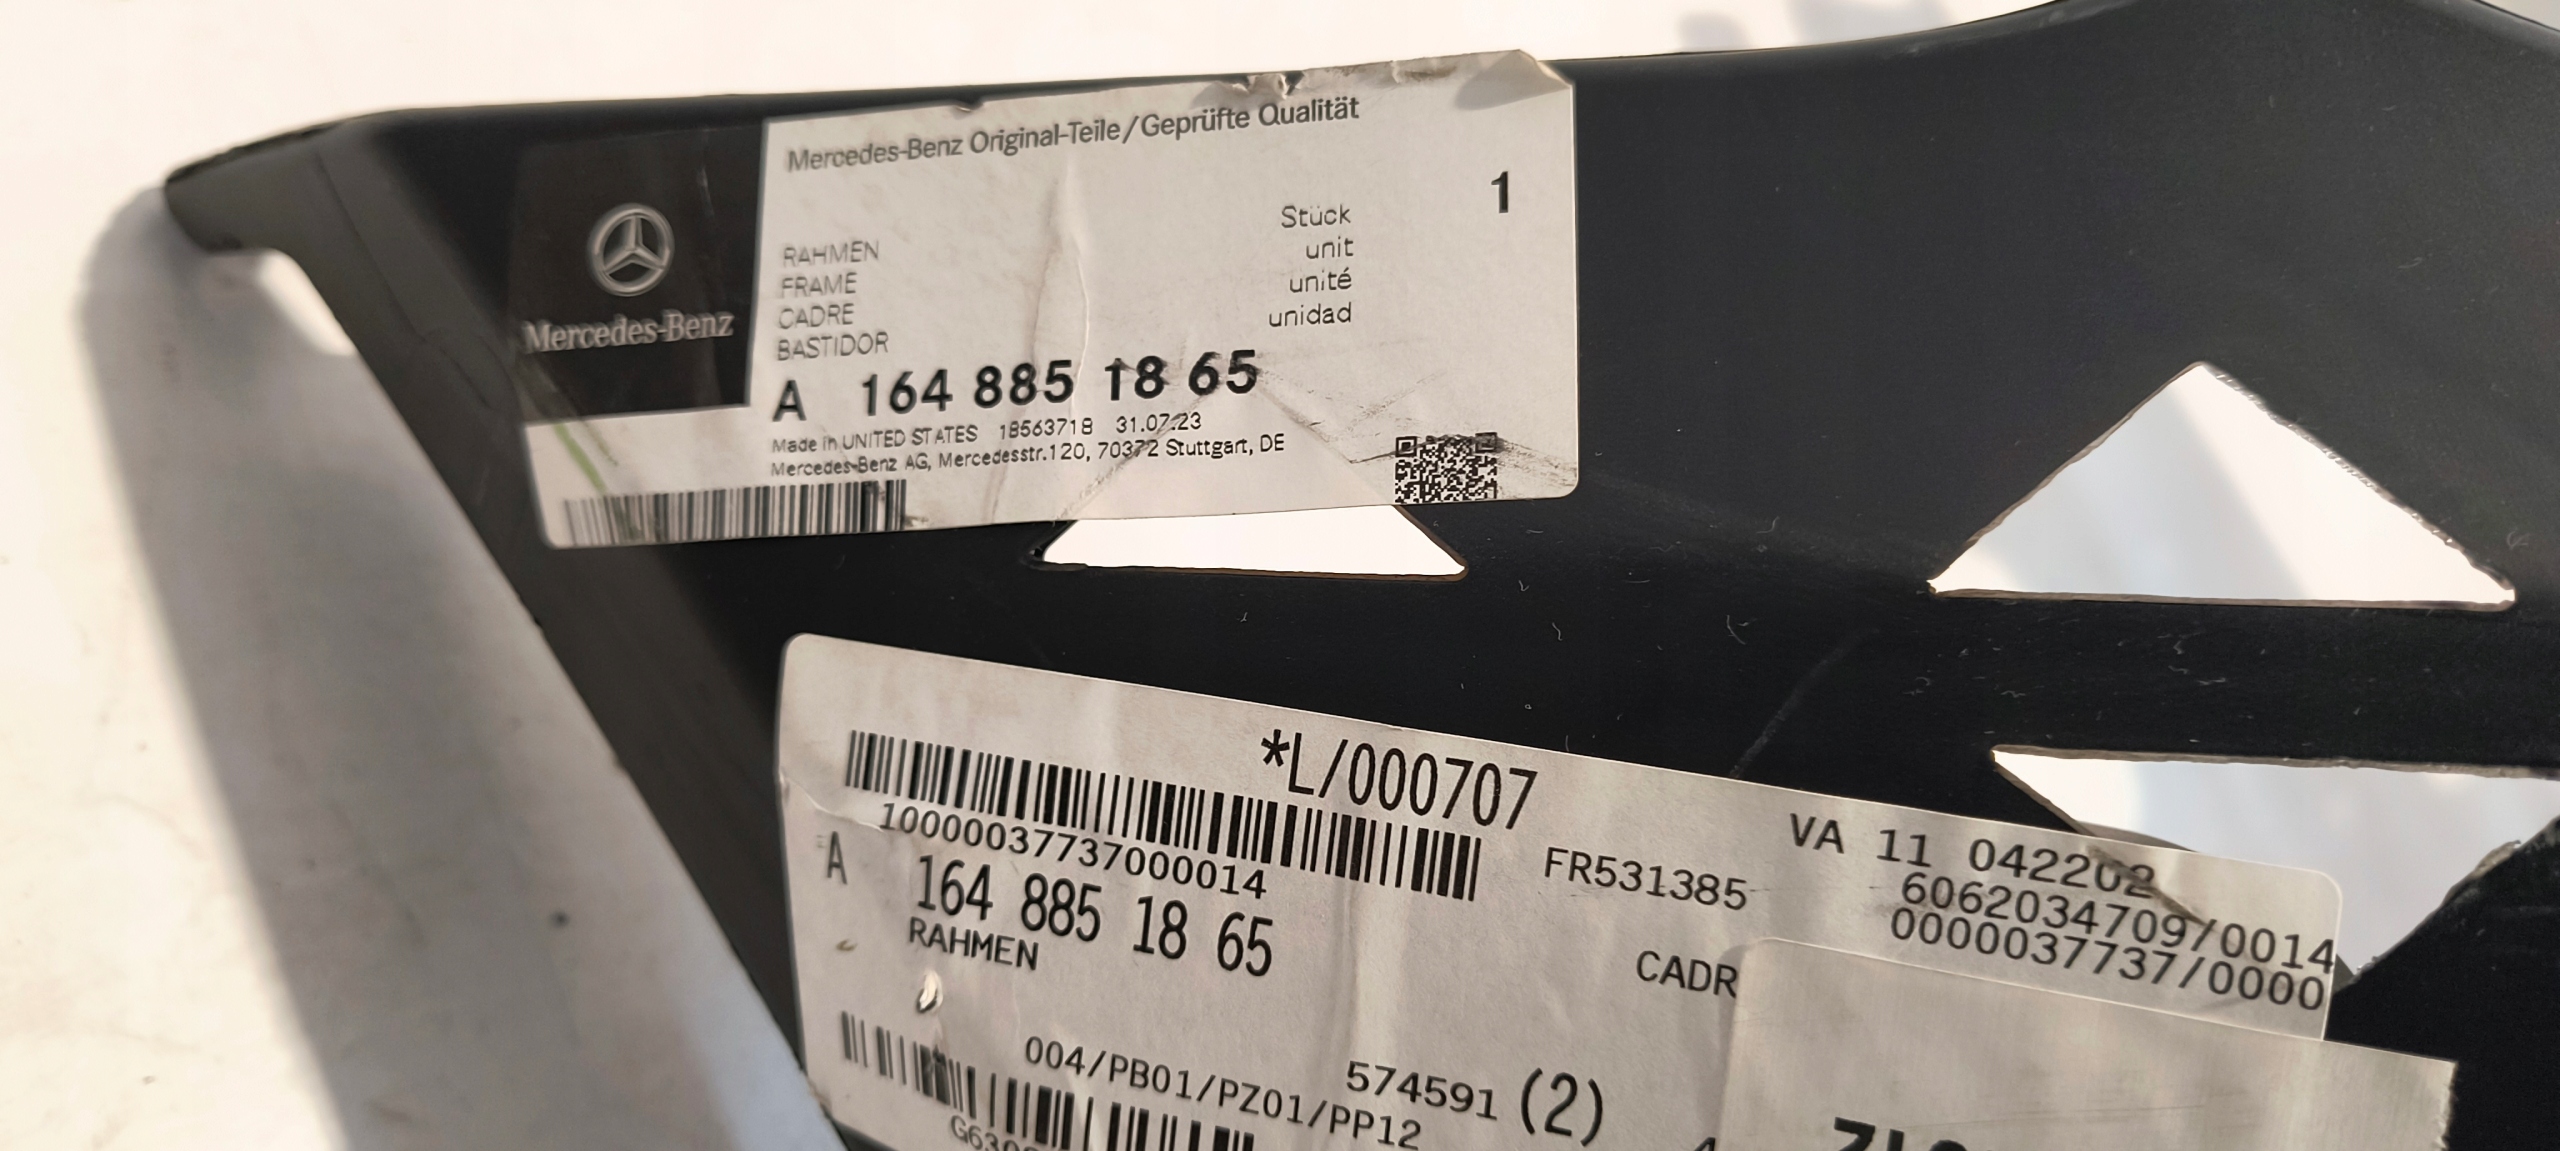 Mercedes-Benz Original-Teile/Geprüfte Qualität
1
Stück
unit
unité
unidad
RAHMEN
FRAME
CADRE
BASTIDOR
Mercedes-Benz
A 164 885 18 65
Made in UNITED STATES 18563718 31.07.23
Mercedes-Benz AG, Mercedesstr.120, 70372 Stuttgart, DE
*L/000707
1000003773700014
FR531385
VA 11 042202
6062034709/0014
0000037737/0000
A 164 885 18 65
RAHMEN
CADR
004/PB01/PZ01/PP12
574591 (2)